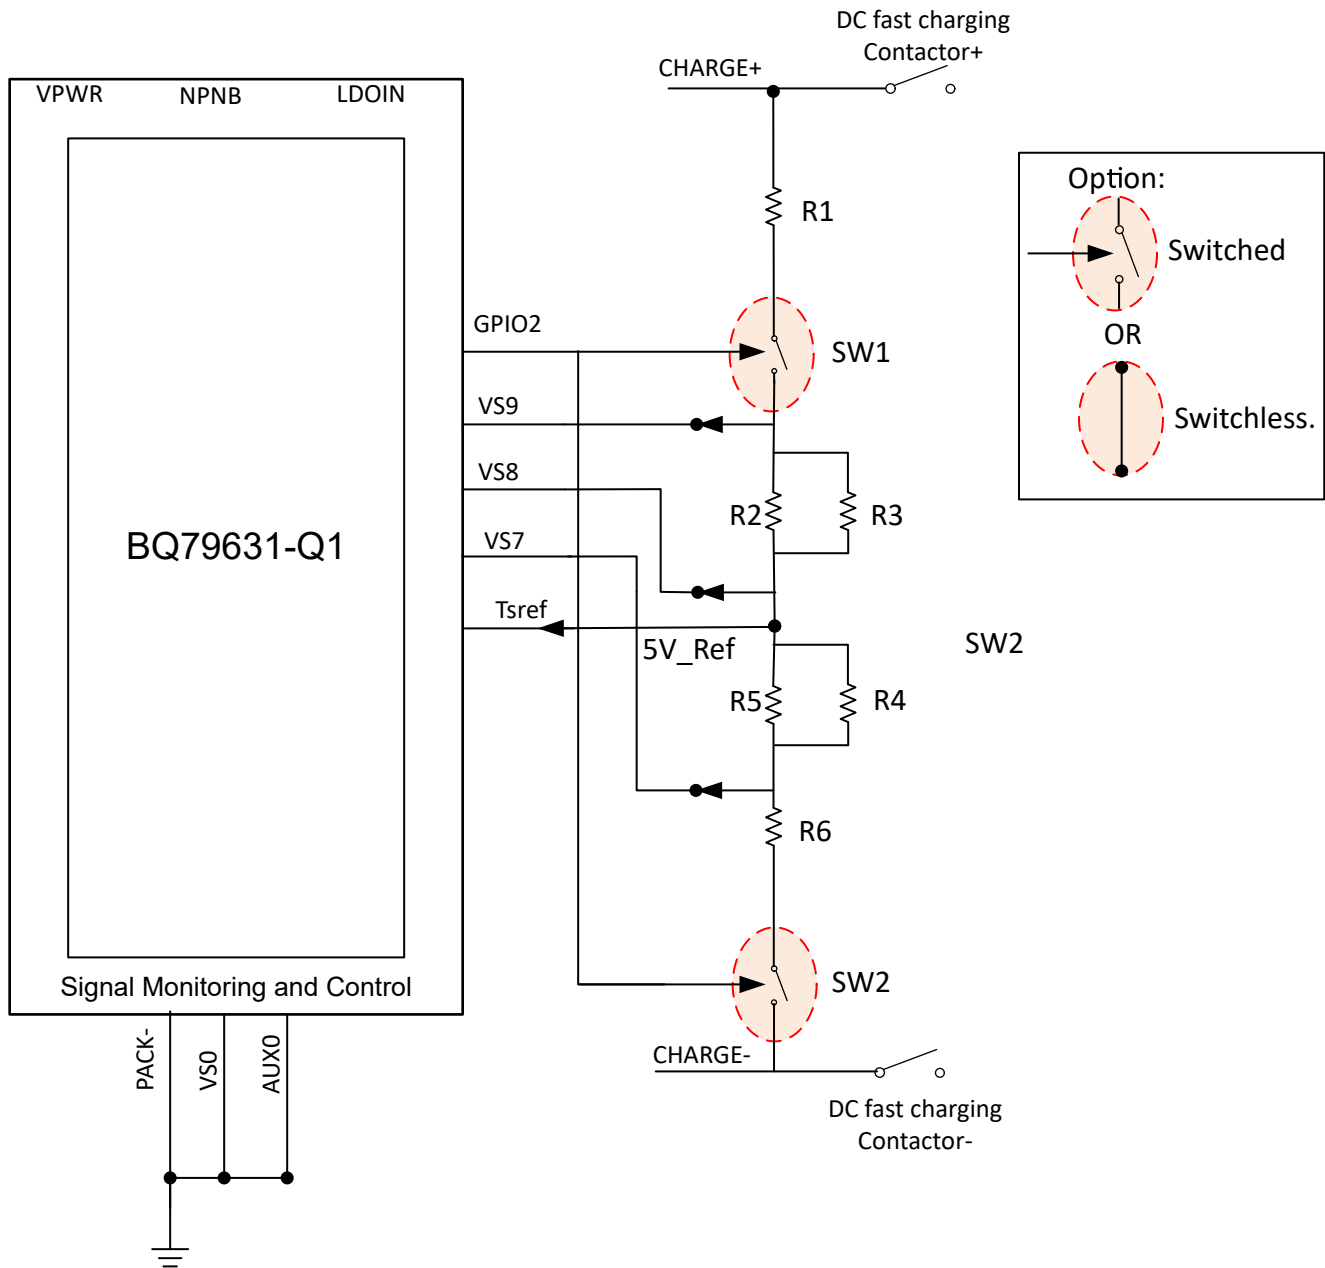 DC fast charging
Contactor+
CHARGE+
VPWR NPNB LDOIN
Option:
R1
Switched
GPIO2
OR
SW1
VS9
Switchless.
VS8
R2 R3
BQ79631-Q1
VS7
Tsref
5V_Ref
SW2
R5 R4
R6
Signal Monitoring and Control
SW2
PACK-
VS0
AUX0
CHARGE-
DC fast charging
Contactor-